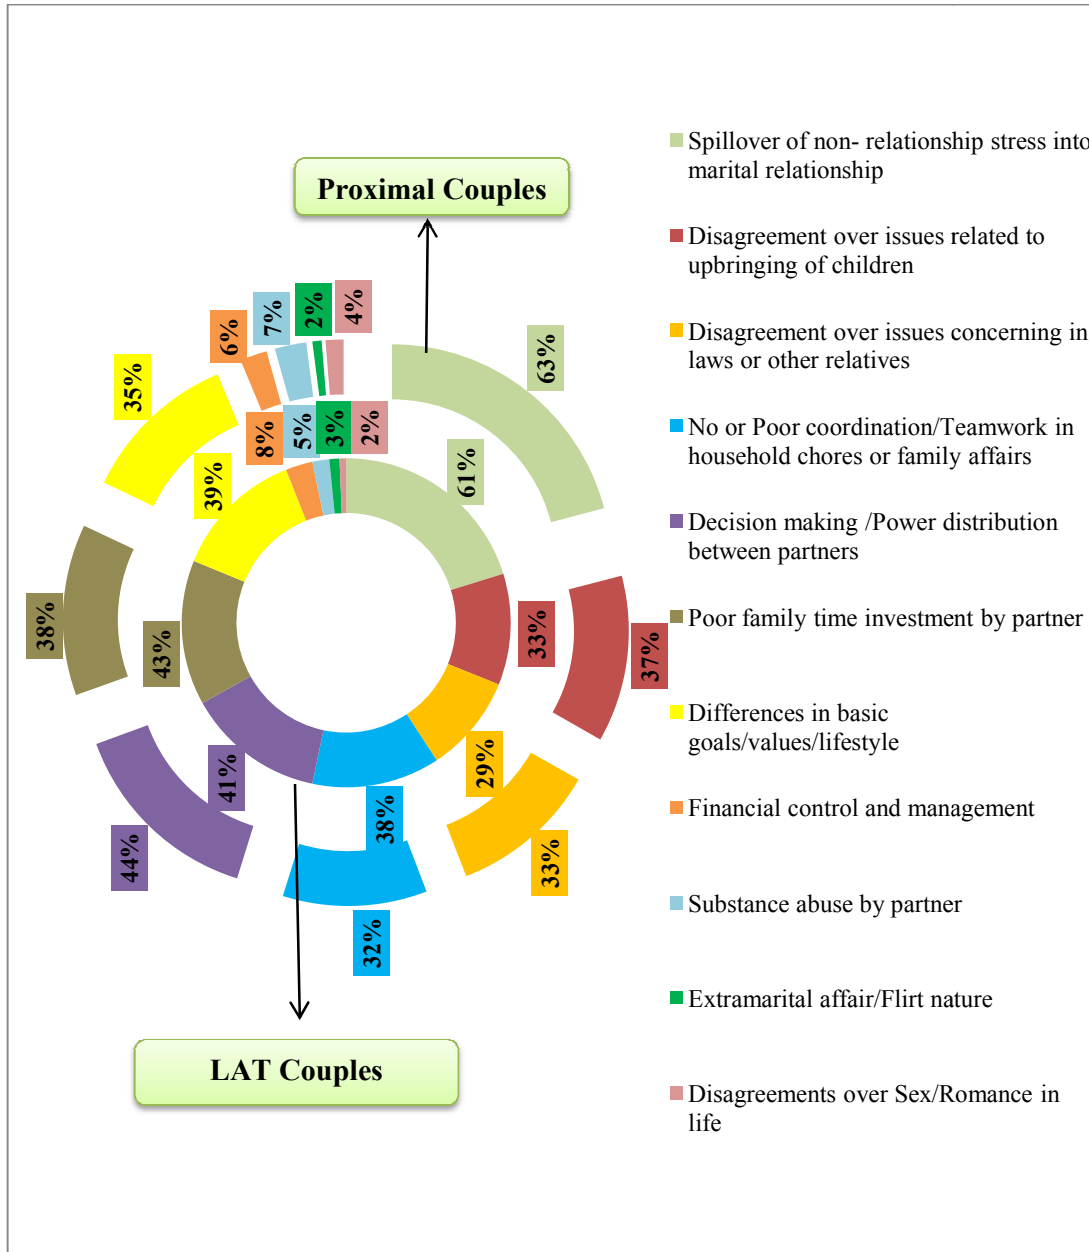 Proximal Couples
63%
37%
33%
32%
44%
38%
35%
6%
7%
2%
4%
61%
33%
29%
38%
41%
43%
39%
8%
5%
3%
2%
LAT Couples
Spillover of non- relationship stress into
marital relationship
Disagreement over issues related to
upbringing of children
Disagreement over issues concerning in
laws or other relatives
No or Poor coordination/Teamwork in
household chores or family affairs
Decision making /Power distribution
between partners
Poor family time investment by partner
Differences in basic
goals/values/lifestyle
Financial control and management
Substance abuse by partner
Extramarital affair/Flirt nature
Disagreements over Sex/Romance in
life